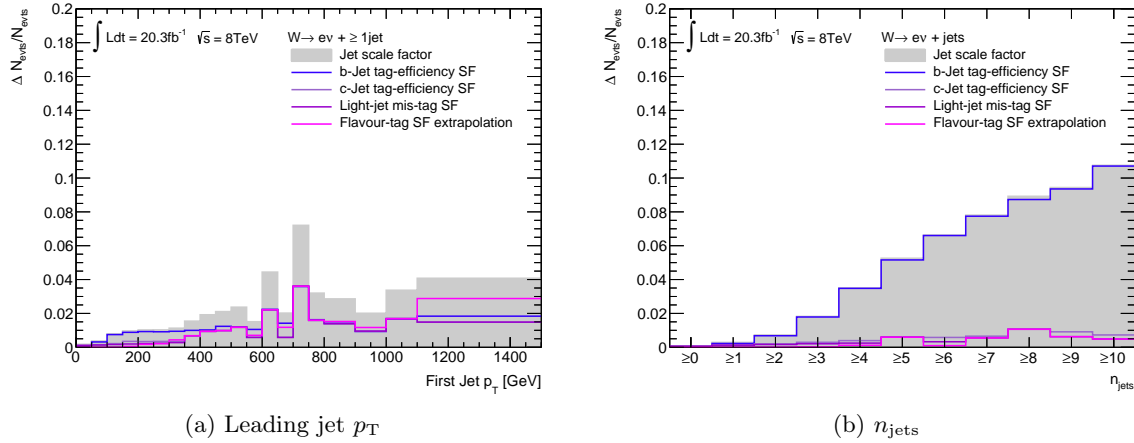 Δ N_evts/N_evts
0.2
0.18
0.16
0.14
0.12
0.1
0.08
0.06
0.04
0.02
0
∫ Ldt = 20.3fb⁻¹ √s = 8TeV
W→ eν + ≥ 1jet
Jet scale factor
b-Jet tag-efficiency SF
c-Jet tag-efficiency SF
Light-jet mis-tag SF
Flavour-tag SF extrapolation
0 200 400 600 800 1000 1200 1400
First Jet p_T [GeV]
(a) Leading jet p_T
Δ N_evts/N_evts
0.2
0.18
0.16
0.14
0.12
0.1
0.08
0.06
0.04
0.02
0
∫ Ldt = 20.3fb⁻¹ √s = 8TeV
W→ eν + jets
Jet scale factor
b-Jet tag-efficiency SF
c-Jet tag-efficiency SF
Light-jet mis-tag SF
Flavour-tag SF extrapolation
≥0 ≥1 ≥2 ≥3 ≥4 ≥5 ≥6 ≥7 ≥8 ≥9 ≥10
n_jets
(b) n_jets